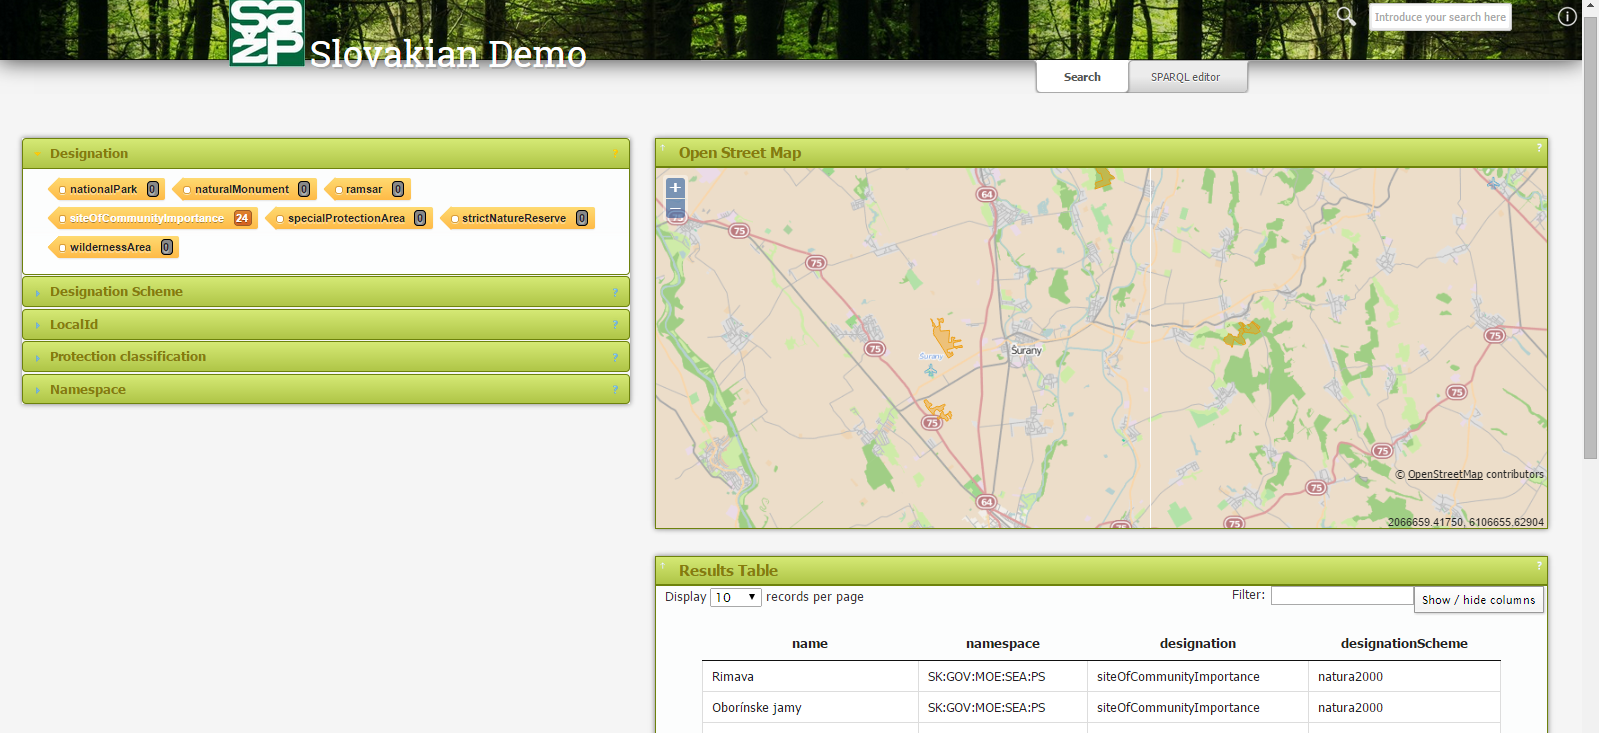 sazp
Slovakian Demo
Introduce your search here
i
Search
SPARQL editor
Designation
nationalPark 0
naturalMonument 0
ramsar 0
siteOfCommunityImportance 24
specialProtectionArea 0
strictNatureReserve 0
wildernessArea 0
Designation Scheme ?
LocalId ?
Protection classification ?
Namespace ?
Open Street Map ?
+
−
64
75
75
75
75
Šurany
Šurany
75
75
75
75
64
75
75
75
© OpenStreetMap contributors
2066659.41750, 6106655.62904
Results Table ?
Display 10 records per page
Filter:
Show / hide columns
name namespace designation designationScheme
Rimava SK:GOV:MOE:SEA:PS siteOfCommunityImportance natura2000
Oborínske jamy SK:GOV:MOE:SEA:PS siteOfCommunityImportance natura2000